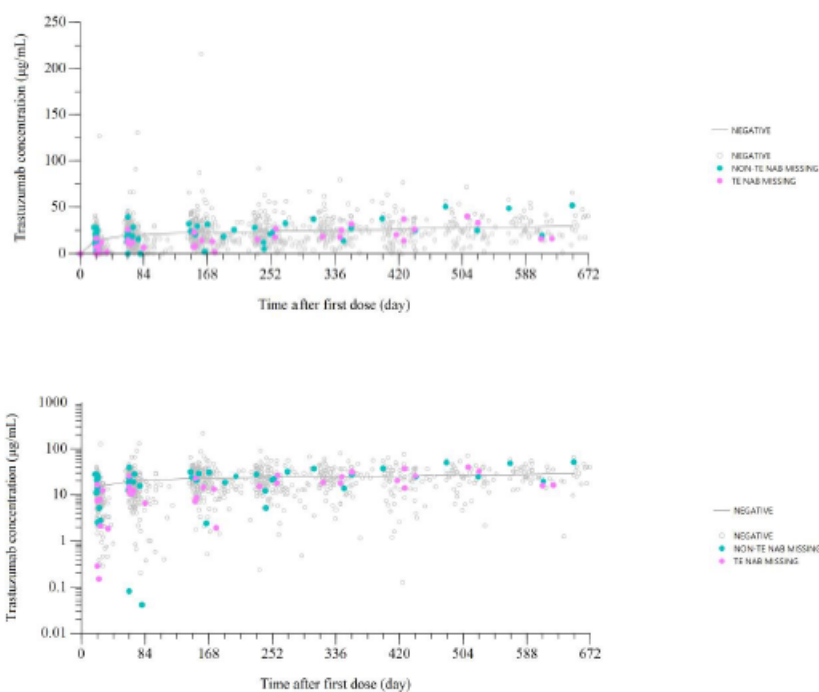 250
200
150
100
50
0
Trastuzumab concentration (µg/mL)
0 84 168 252 336 420 504 588 672
Time after first dose (day)
NEGATIVE
NEGATIVE
NON-TE NAB MISSING
TE NAB MISSING
1000
100
10
1
0.1
0.01
Trastuzumab concentration (µg/mL)
0 84 168 252 336 420 504 588 672
Time after first dose (day)
NEGATIVE
NEGATIVE
NON-TE NAB MISSING
TE NAB MISSING